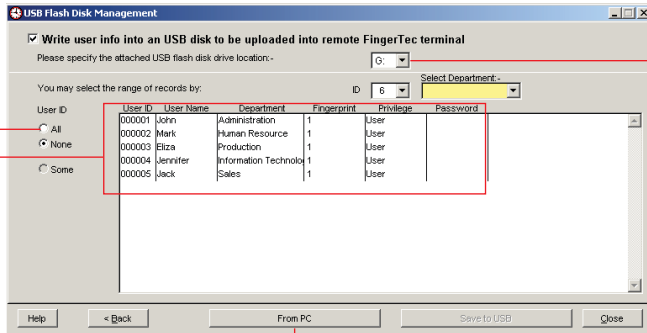 USB Flash Disk Management
Write user info into an USB disk to be uploaded into remote FingerTec terminal
Please specify the attached USB flash disk drive location:-
G:
Select Department:-
You may select the range of records by:
ID 6
User ID
User ID User Name Department Fingerprint Privilege Password
All
None
Some
000001 John Administration 1 User
000002 Mark Human Resource 1 User
000003 Eliza Production 1 User
000004 Jennifer Information Technolo 1 User
000005 Jack Sales 1 User
Help < Back From PC Save to USB Close